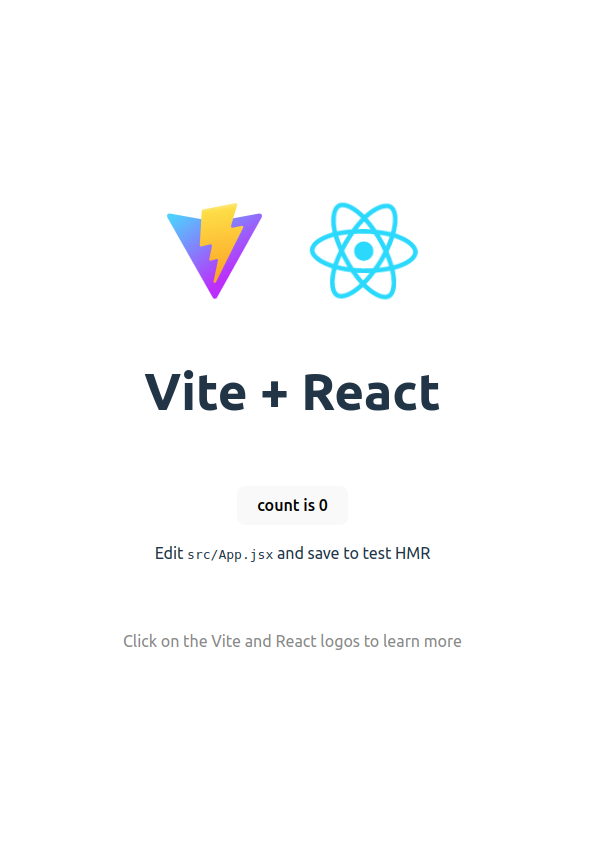 Vite + React
count is 0
Edit src/App.jsx and save to test HMR
Click on the Vite and React logos to learn more